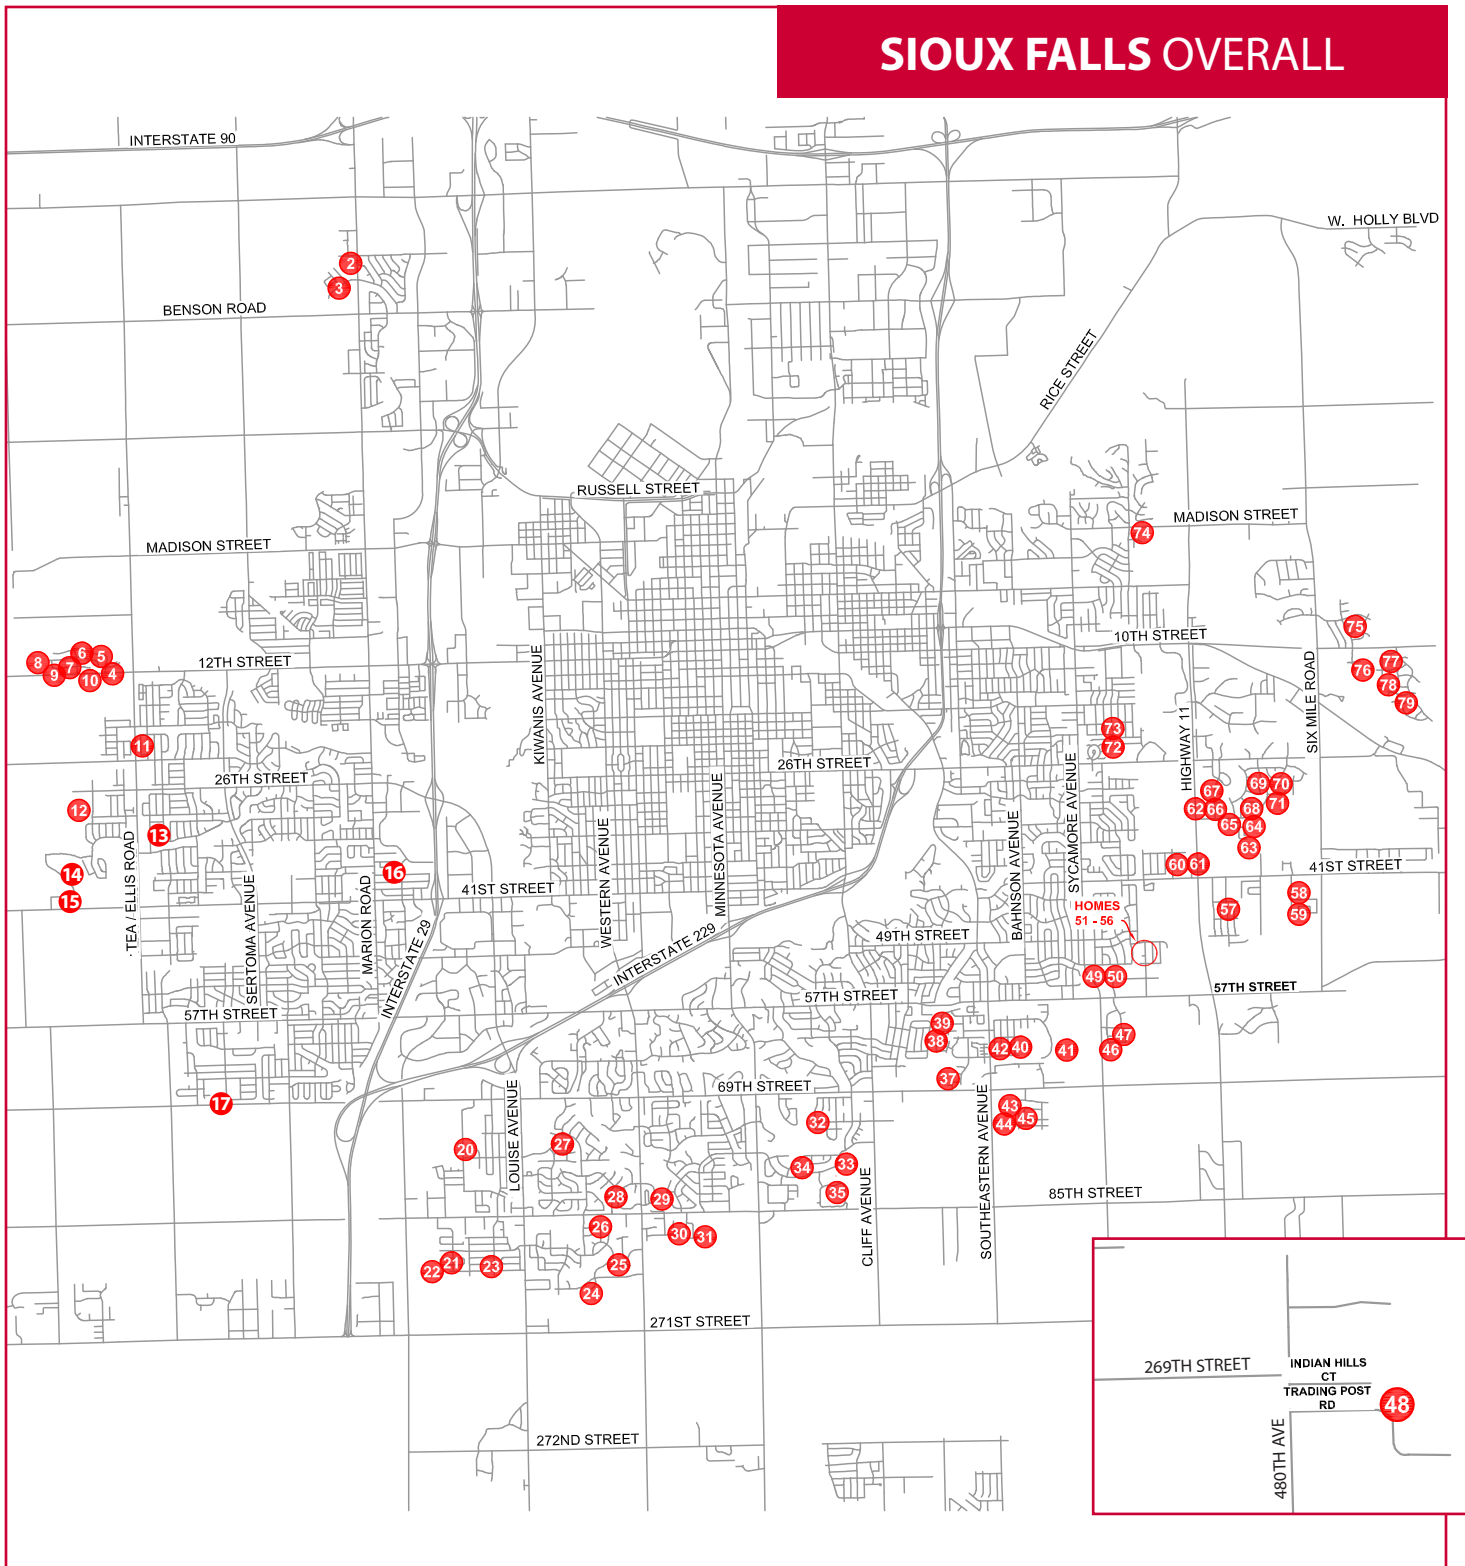 SIOUX FALLS OVERALL
INTERSTATE 90
W. HOLLY BLVD
2
3
BENSON ROAD
RICE STREET
RUSSELL STREET
MADISON STREET
MADISON STREET
74
75
10TH STREET
8
6
5
9
7
10
4
12TH STREET
KIWANIS AVENUE
SIX MILE ROAD
76
77
78
79
11
73
72
HIGHWAY 11
26TH STREET
26TH STREET
MINNESOTA AVENUE
SYCAMORE AVENUE
67
69
70
12
62
66
68
71
65
64
63
13
TEA / ELLIS ROAD
WESTERN AVENUE
BAHNSON AVENUE
14
15
16
SERTOMA AVENUE
MARION ROAD
41ST STREET
60
61
41ST STREET
58
57
59
HOMES
51 - 56
INTERSTATE 29
INTERSTATE 229
49TH STREET
49
50
57TH STREET
57TH STREET
57TH STREET
39
38
42
40
41
47
46
37
17
69TH STREET
LOUISE AVENUE
SOUTHEASTERN AVENUE
43
44
45
32
20
27
34
33
35
CLIFF AVENUE
85TH STREET
28
29
26
30
31
22
21
23
25
24
271ST STREET
272ND STREET
269TH STREET
INDIAN HILLS
CT
TRADING POST
RD
48
480TH AVE